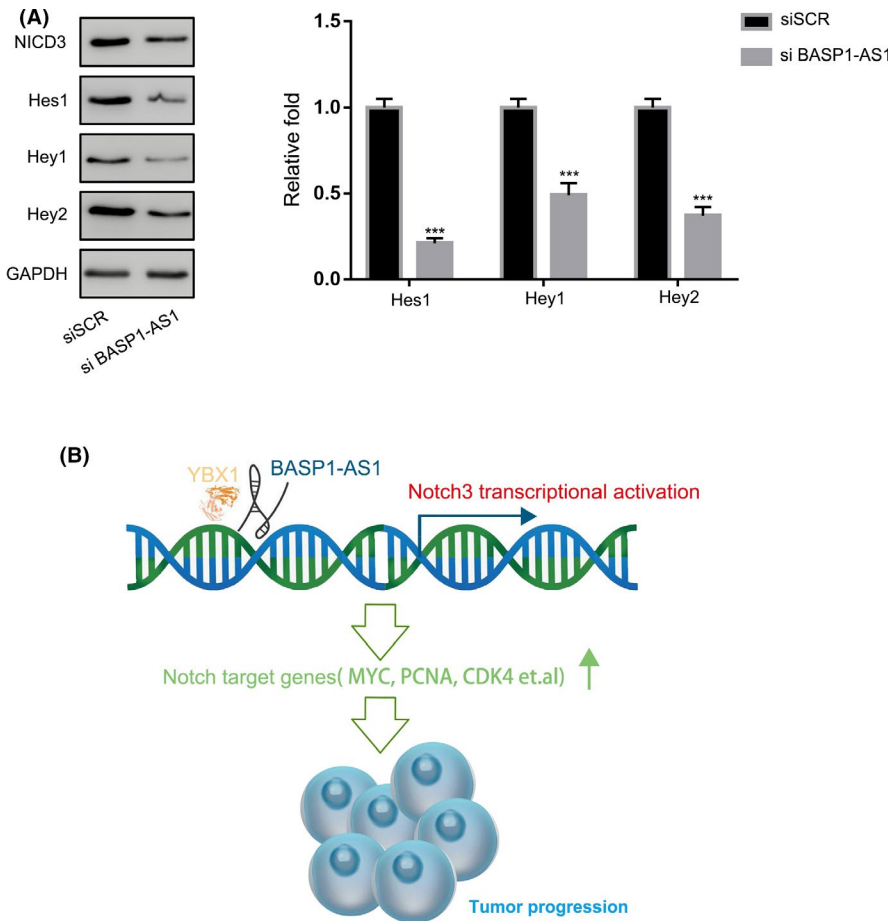 (A)
NICD3
Hes1
Hey1
Hey2
GAPDH
siSCR
si BASP1-AS1
siSCR
si BASP1-AS1
Relative fold
1.0
0.5
0.0
***
***
***
Hes1
Hey1
Hey2
(B)
YBX1
BASP1-AS1
Notch3 transcriptional activation
Notch target genes( MYC, PCNA, CDK4 et.al)
Tumor progression